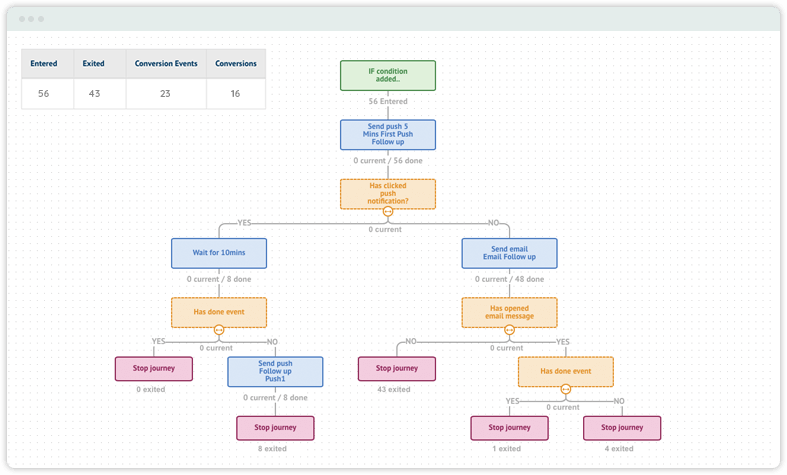 Entered Exited Conversion Events Conversions
56 43 23 16
IF condition
added..
56 Entered
Send push 5
Mins First Push
Follow up
0 current / 56 done
Has clicked
push
notification?
YES NO
0 current
Wait for 10mins
Send email
Email Follow up
0 current / 8 done
0 current / 48 done
Has done event
Has opened
email message
YES NO
0 current
NO YES
0 current
Stop journey
Send push
Follow up
Push1
Stop journey
Has done event
0 exited
43 exited
0 current / 8 done
YES NO
0 current
Stop journey
Stop journey
Stop journey
8 exited
1 exited
4 exited